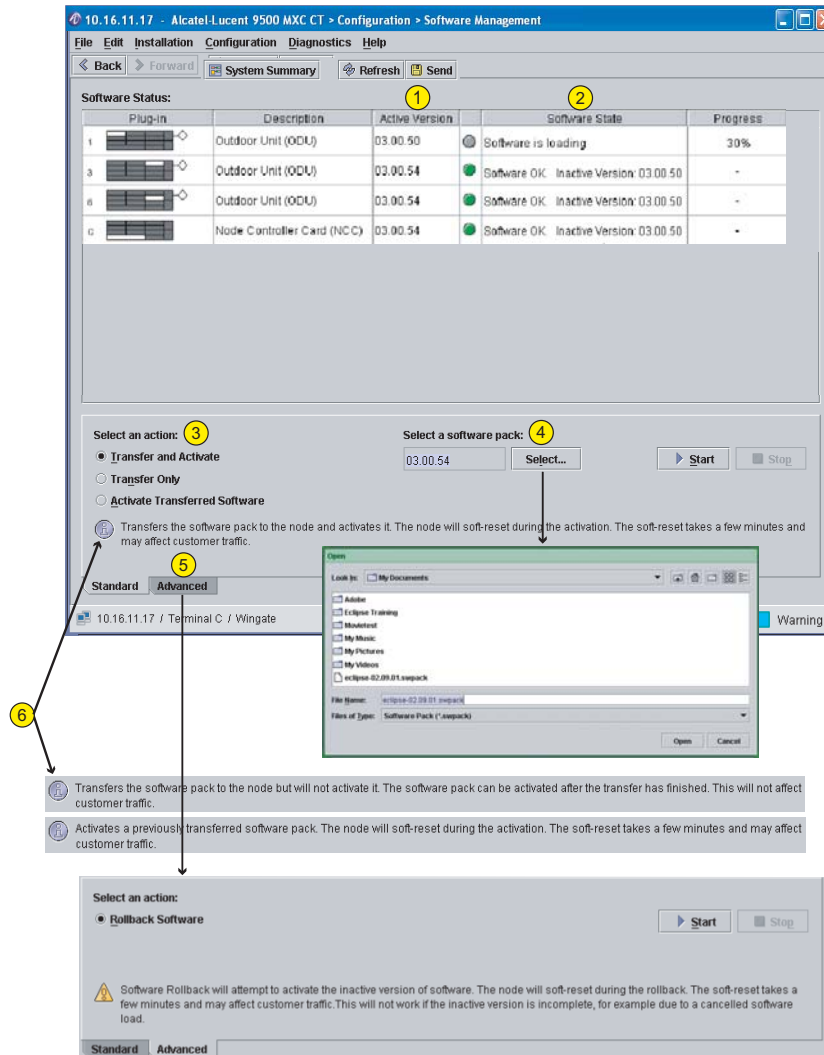 10.16.11.17 - Alcatel-Lucent 9500 MXC CT > Configuration > Software Management
File Edit Installation Configuration Diagnostics Help
Back Forward System Summary Refresh Send
Software Status:
1 2
Plug-in Description Active Version Software State Progress
1 Outdoor Unit (ODU) 03.00.50 Software is loading 30%
3 Outdoor Unit (ODU) 03.00.54 Software OK Inactive Version: 03.00.50 -
6 Outdoor Unit (ODU) 03.00.54 Software OK Inactive Version: 03.00.50 -
C Node Controller Card (NCC) 03.00.54 Software OK Inactive Version: 03.00.50 -
Select an action: 3 Select a software pack: 4
Transfer and Activate 03.00.54 Select... Start Stop
Transfer Only
Activate Transferred Software
Transfers the software pack to the node and activates it. The node will soft-reset during the activation. The soft-reset takes a few minutes and
may affect customer traffic.
5
Standard Advanced
10.16.11.17 / Terminal C / Wingate Warning
Open
Look In: My Documents
Adobe
Eclipse Training
Movietest
My Music
My Pictures
My Videos
eclipse-02.09.01.swpack
File Name: eclipse-02.09.01.swpack
Files of Type: Software Pack (*.swpack)
Open Cancel
6
Transfers the software pack to the node but will not activate it. The software pack can be activated after the transfer has finished. This will not affect
customer traffic.
Activates a previously transferred software pack. The node will soft-reset during the activation. The soft-reset takes a few minutes and may affect
customer traffic.
Select an action:
Rollback Software Start Stop
Software Rollback will attempt to activate the inactive version of software. The node will soft-reset during the rollback. The soft-reset takes a
few minutes and may affect customer traffic.This will not work if the inactive version is incomplete, for example due to a cancelled software
load.
Standard Advanced